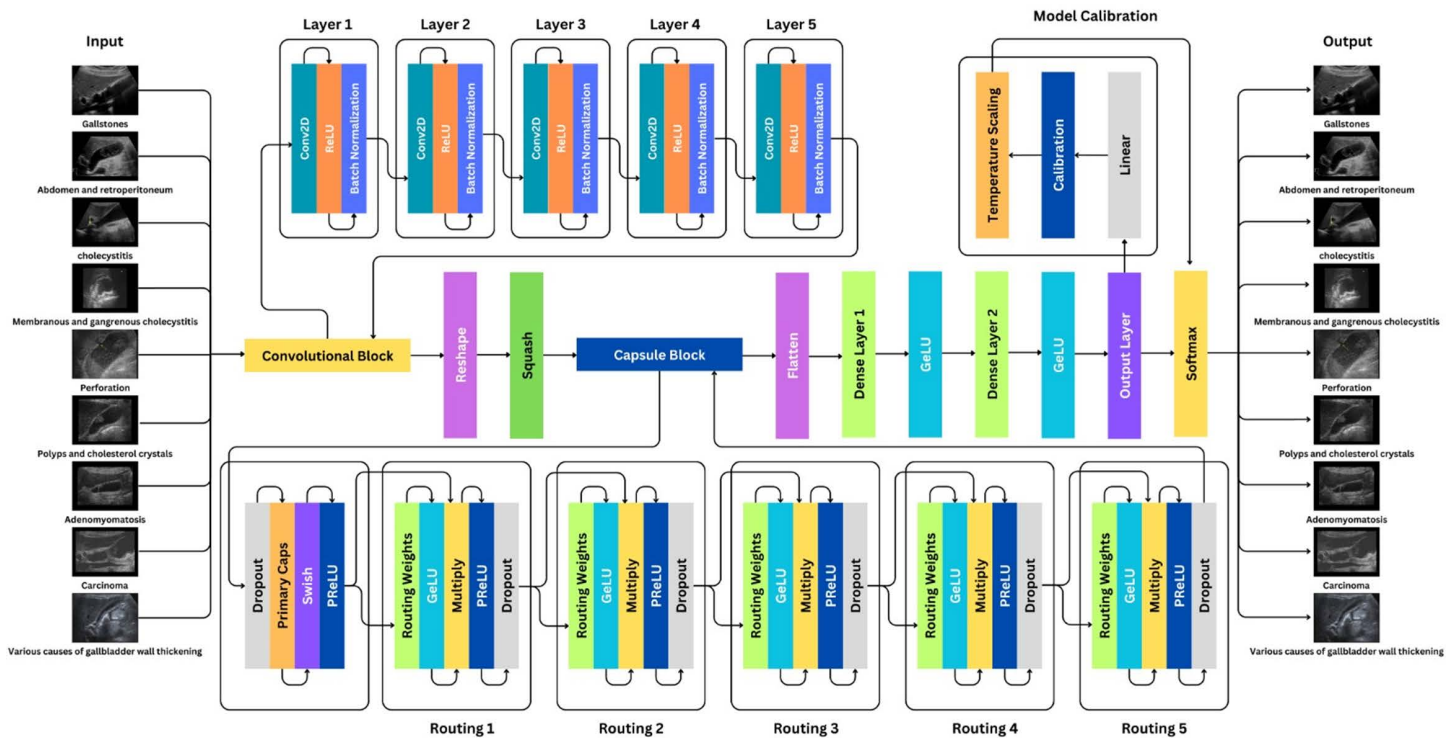 Input
Gallstones
Abdomen and retroperitoneum
cholecystitis
Membranous and gangrenous cholecystitis
Perforation
Polyps and cholesterol crystals
Adenomyomatosis
Carcinoma
Various causes of gallbladder wall thickening
Layer 1
Conv2D
ReLU
Batch Normalization
Layer 2
Conv2D
ReLU
Batch Normalization
Layer 3
Conv2D
ReLU
Batch Normalization
Layer 4
Conv2D
ReLU
Batch Normalization
Layer 5
Conv2D
ReLU
Batch Normalization
Model Calibration
Temperature Scaling
Calibration
Linear
Convolutional Block
Reshape
Squash
Capsule Block
Flatten
Dense Layer 1
GeLU
Dense Layer 2
GeLU
Output Layer
Softmax
Dropout
Primary Caps
Swish
PReLU
Routing Weights
GeLU
Multiply
PReLU
Dropout
Routing 1
Routing Weights
GeLU
Multiply
PReLU
Dropout
Routing 2
Routing Weights
GeLU
Multiply
PReLU
Dropout
Routing 3
Routing Weights
GeLU
Multiply
PReLU
Dropout
Routing 4
Routing Weights
GeLU
Multiply
PReLU
Dropout
Routing 5
Output
Gallstones
Abdomen and retroperitoneum
cholecystitis
Membranous and gangrenous cholecystitis
Perforation
Polyps and cholesterol crystals
Adenomyomatosis
Carcinoma
Various causes of gallbladder wall thickening